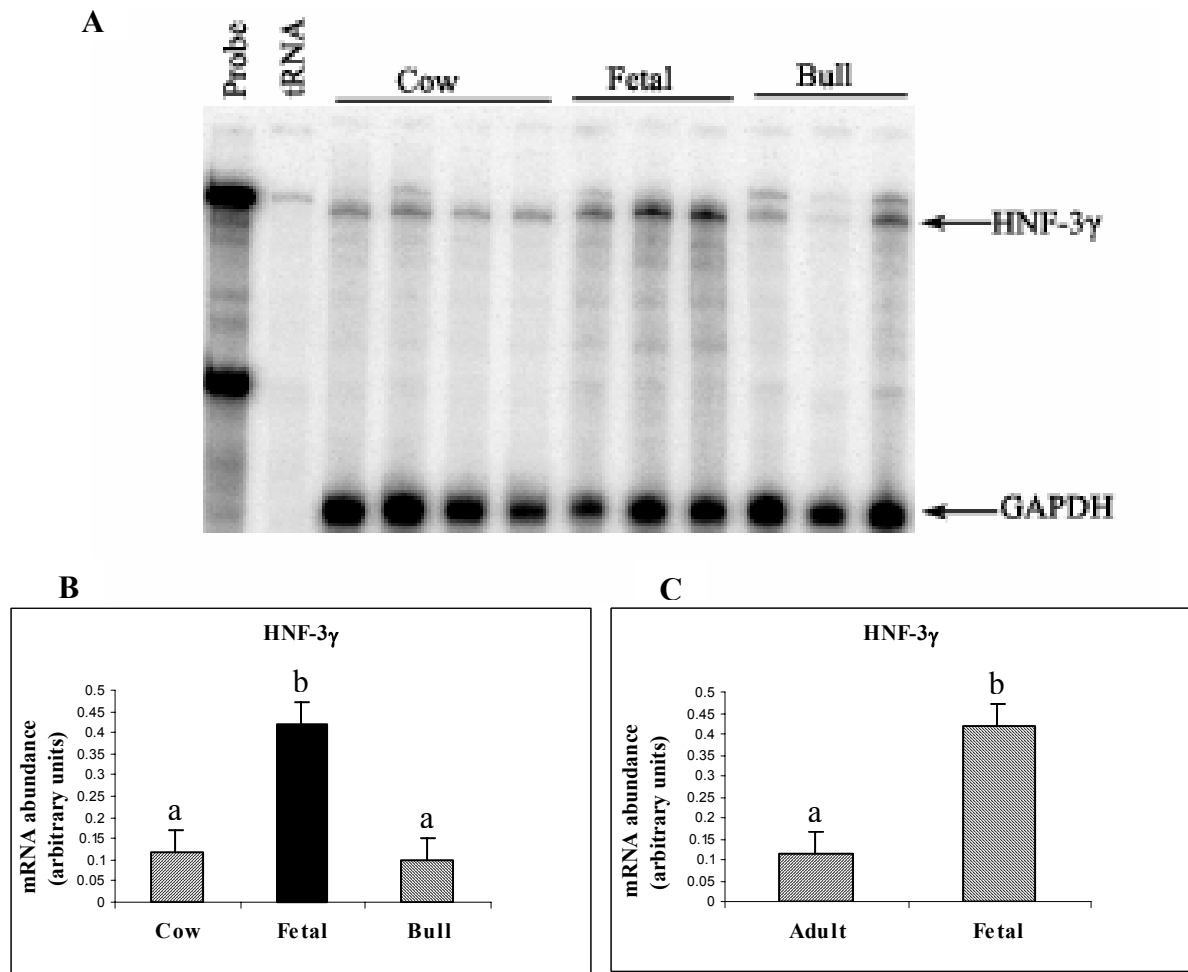 A
Probe
tRNA
Cow
Fetal
Bull
HNF-3γ
GAPDH
B
HNF-3γ
mRNA abundance
(arbitrary units)
0.5
0.45
0.4
0.35
0.3
0.25
0.2
0.15
0.1
0.05
0
a
b
a
Cow
Fetal
Bull
C
HNF-3γ
mRNA abundance
(arbitrary units)
0.5
0.45
0.4
0.35
0.3
0.25
0.2
0.15
0.1
0.05
0
a
b
Adult
Fetal